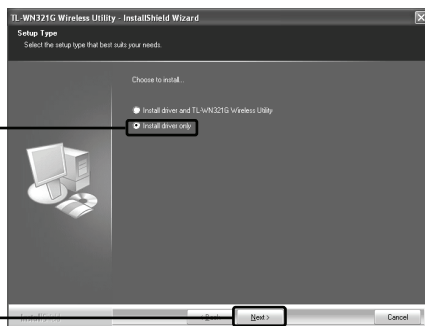 TL-WN321G Wireless Utility - InstallShield Wizard
Setup Type
Select the setup type that best suits your needs.
Choose to install...
Install driver and TL-WN321G Wireless Utility
Install driver only
InstallShield
< Back
Next >
Cancel